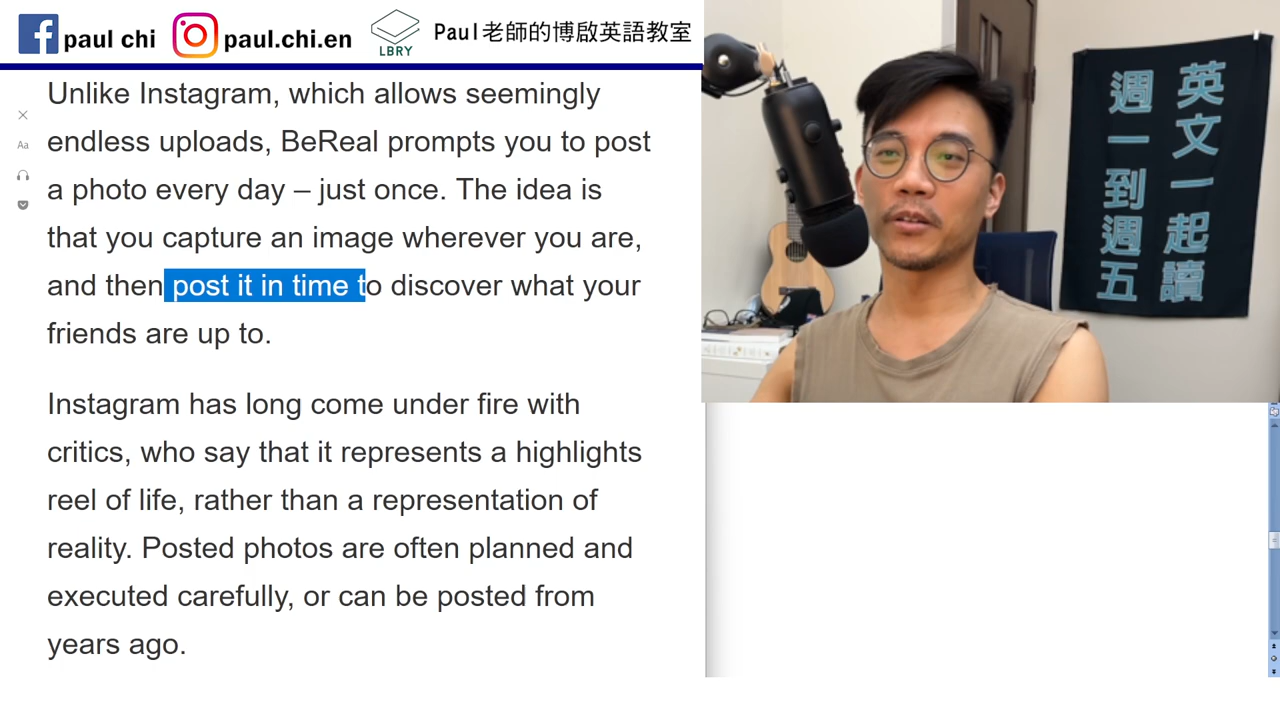 paul chi
paul.chi.en
LBRY
Paul老師的博啟英語教室
Unlike Instagram, which allows seemingly
endless uploads, BeReal prompts you to post
a photo every day – just once. The idea is
that you capture an image wherever you are,
and then post it in time to discover what your
friends are up to.
Instagram has long come under fire with
critics, who say that it represents a highlights
reel of life, rather than a representation of
reality. Posted photos are often planned and
executed carefully, or can be posted from
years ago.
Aa
英文一起讀
週一到週五